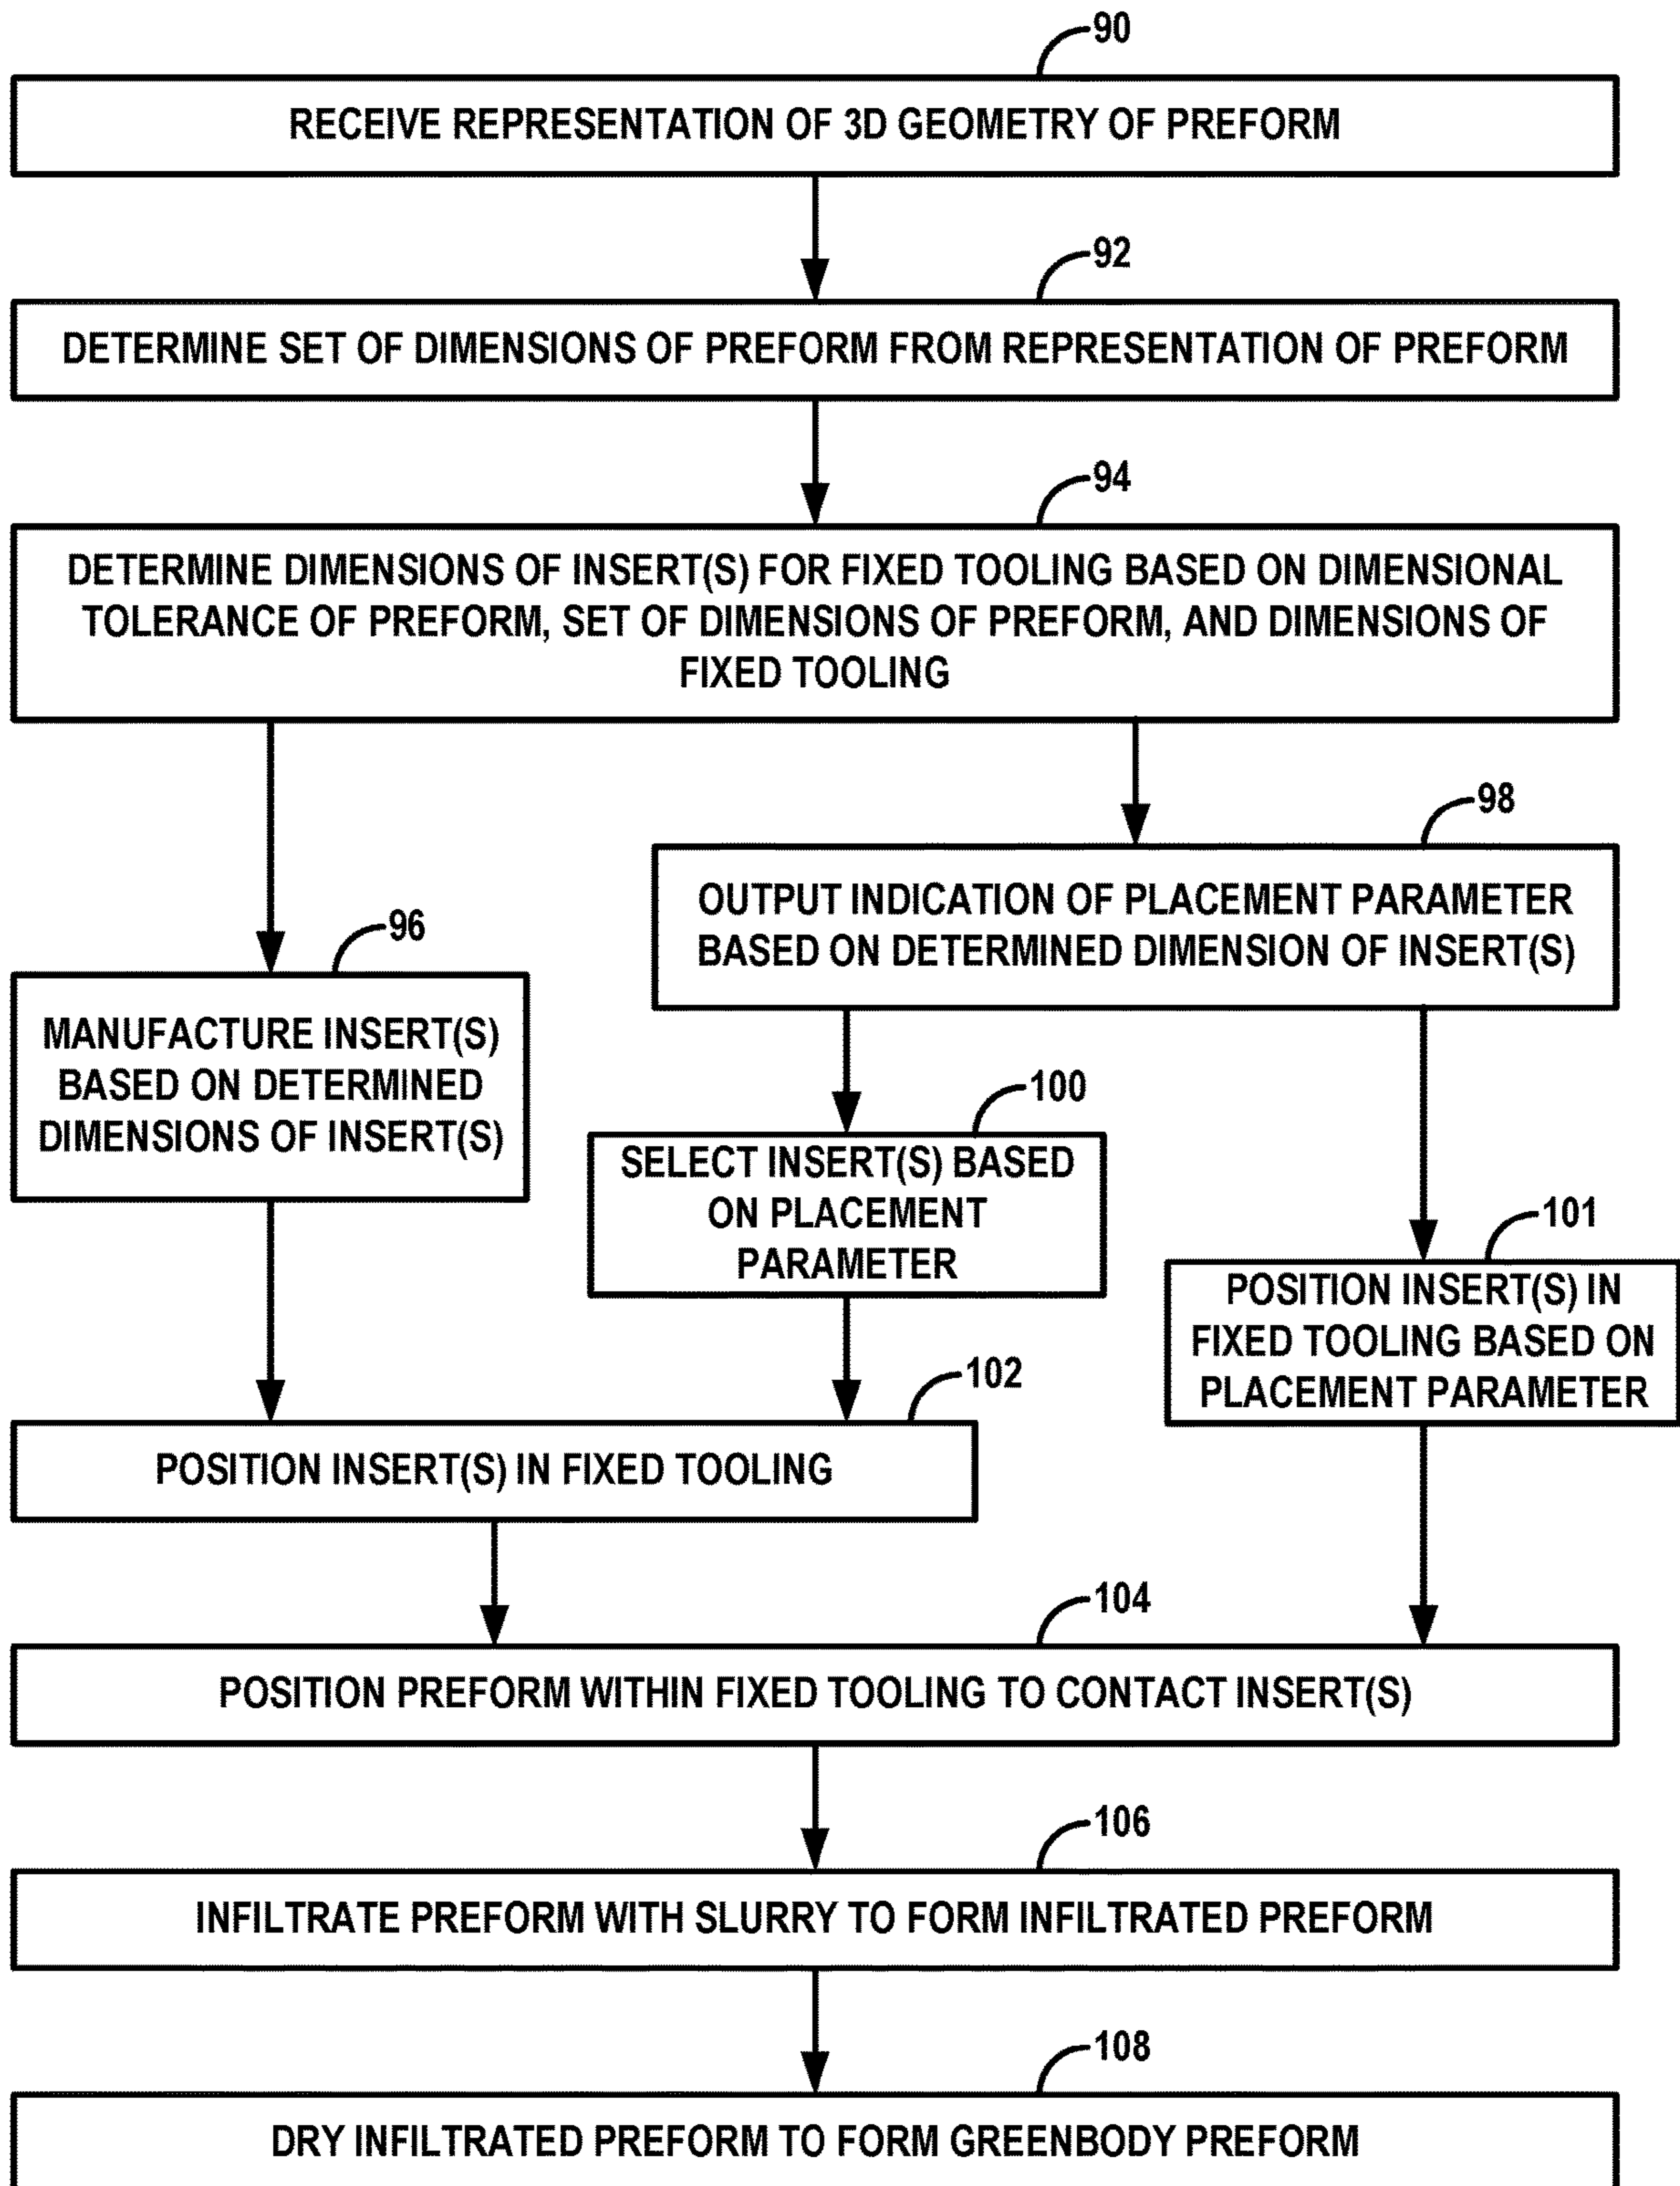 90
RECEIVE REPRESENTATION OF 3D GEOMETRY OF PREFORM
92
DETERMINE SET OF DIMENSIONS OF PREFORM FROM REPRESENTATION OF PREFORM
94
DETERMINE DIMENSIONS OF INSERT(S) FOR FIXED TOOLING BASED ON DIMENSIONAL
TOLERANCE OF PREFORM, SET OF DIMENSIONS OF PREFORM, AND DIMENSIONS OF
FIXED TOOLING
98
OUTPUT INDICATION OF PLACEMENT PARAMETER
BASED ON DETERMINED DIMENSION OF INSERT(S)
96
MANUFACTURE INSERT(S)
BASED ON DETERMINED
DIMENSIONS OF INSERT(S)
100
SELECT INSERT(S) BASED
ON PLACEMENT
PARAMETER
101
POSITION INSERT(S) IN
FIXED TOOLING BASED ON
PLACEMENT PARAMETER
102
POSITION INSERT(S) IN FIXED TOOLING
104
POSITION PREFORM WITHIN FIXED TOOLING TO CONTACT INSERT(S)
106
INFILTRATE PREFORM WITH SLURRY TO FORM INFILTRATED PREFORM
108
DRY INFILTRATED PREFORM TO FORM GREENBODY PREFORM